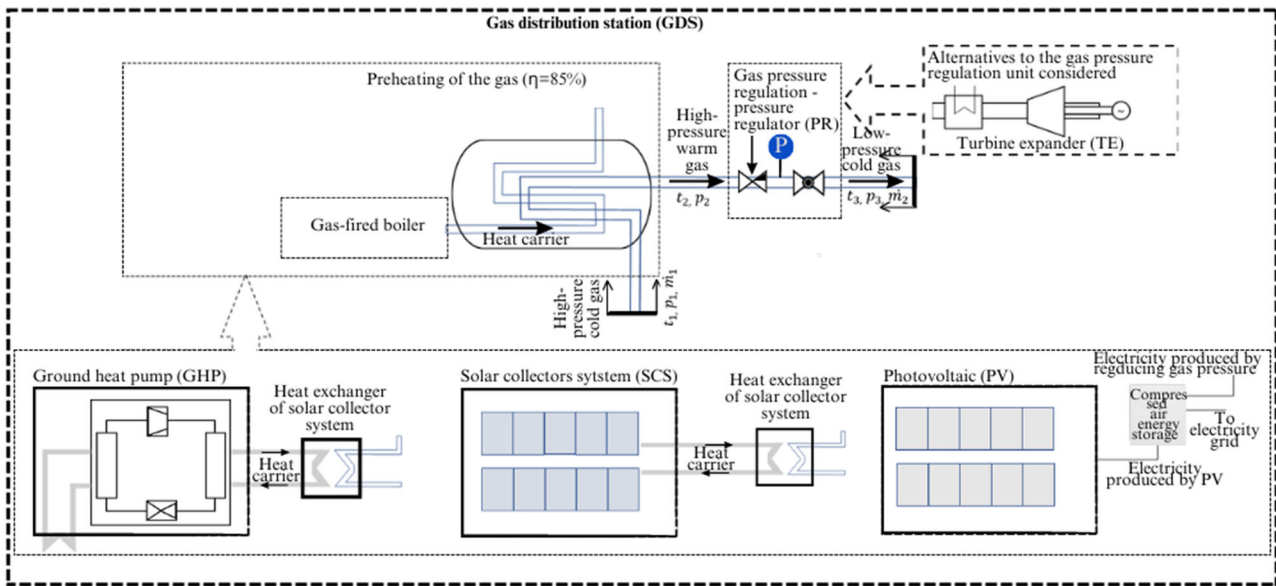 Gas distribution station (GDS)
Preheating of the gas (η=85%)
Gas-fired boiler
Heat carrier
High-
pressure
cold gas
t₁, p₁, ṁ₁
High-
pressure
warm
gas
t₂, p₂
Gas pressure
regulation -
pressure
regulator (PR)
P
Low-
pressure
cold gas
t₃, p₃, ṁ₂
Alternatives to the gas pressure
regulation unit considered
~
Turbine expander (TE)
Ground heat pump (GHP)
Heat exchanger
of solar collector
system
Heat
carrier
Solar collectors sytstem (SCS)
Heat
carrier
Heat exchanger
of solar collector
system
Photovoltaic (PV)
Electricity produced by
regducing gas pressure
Compres
sed
air
energy
storage
To
electricity
grid
Electricity
produced by PV